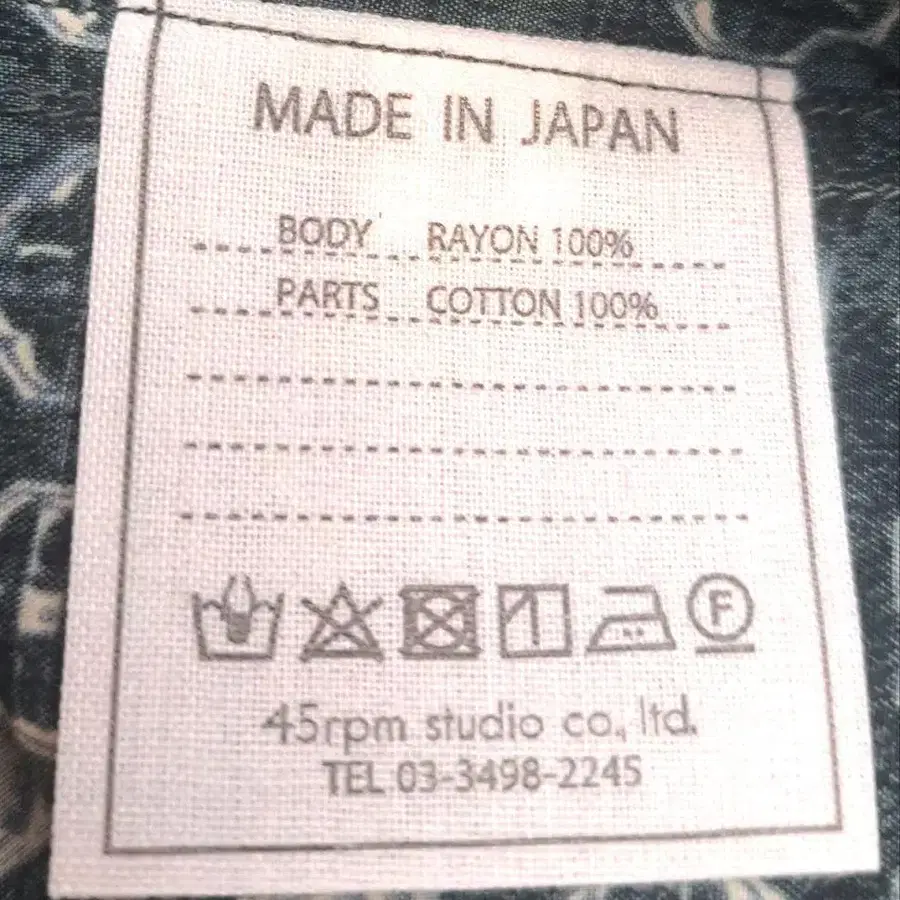 MADE IN JAPAN
BODY RAYON 100%
PARTS COTTON 100%
F
45rpm studio co., ltd.
TEL 03-3498-2245